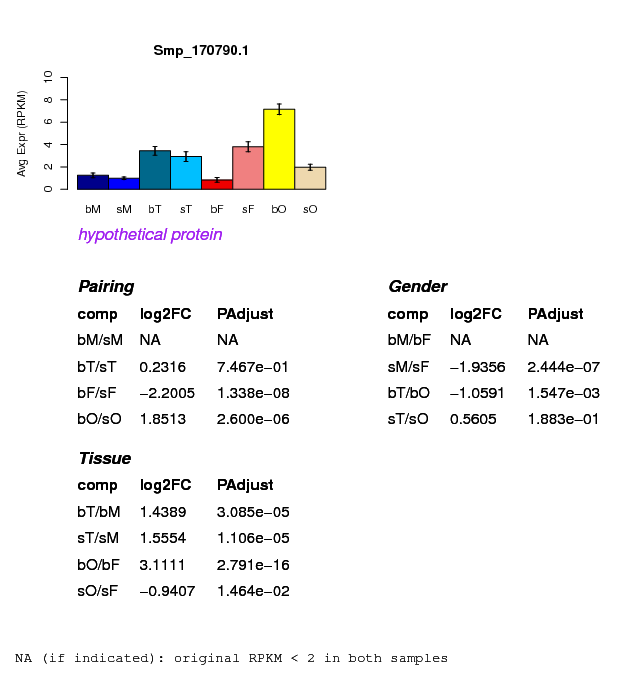 Smp_170790.1
Avg Expr (RPKM)
10
8
6
4
2
0
bM sM bT sT bF sF bO sO
hypothetical protein
Pairing
comp log2FC PAdjust
bM/sM NA NA
bT/sT 0.2316 7.467e−01
bF/sF −2.2005 1.338e−08
bO/sO 1.8513 2.600e−06
Gender
comp log2FC PAdjust
bM/bF NA NA
sM/sF −1.9356 2.444e−07
bT/bO −1.0591 1.547e−03
sT/sO 0.5605 1.883e−01
Tissue
comp log2FC PAdjust
bT/bM 1.4389 3.085e−05
sT/sM 1.5554 1.106e−05
bO/bF 3.1111 2.791e−16
sO/sF −0.9407 1.464e−02
NA (if indicated): original RPKM < 2 in both samples